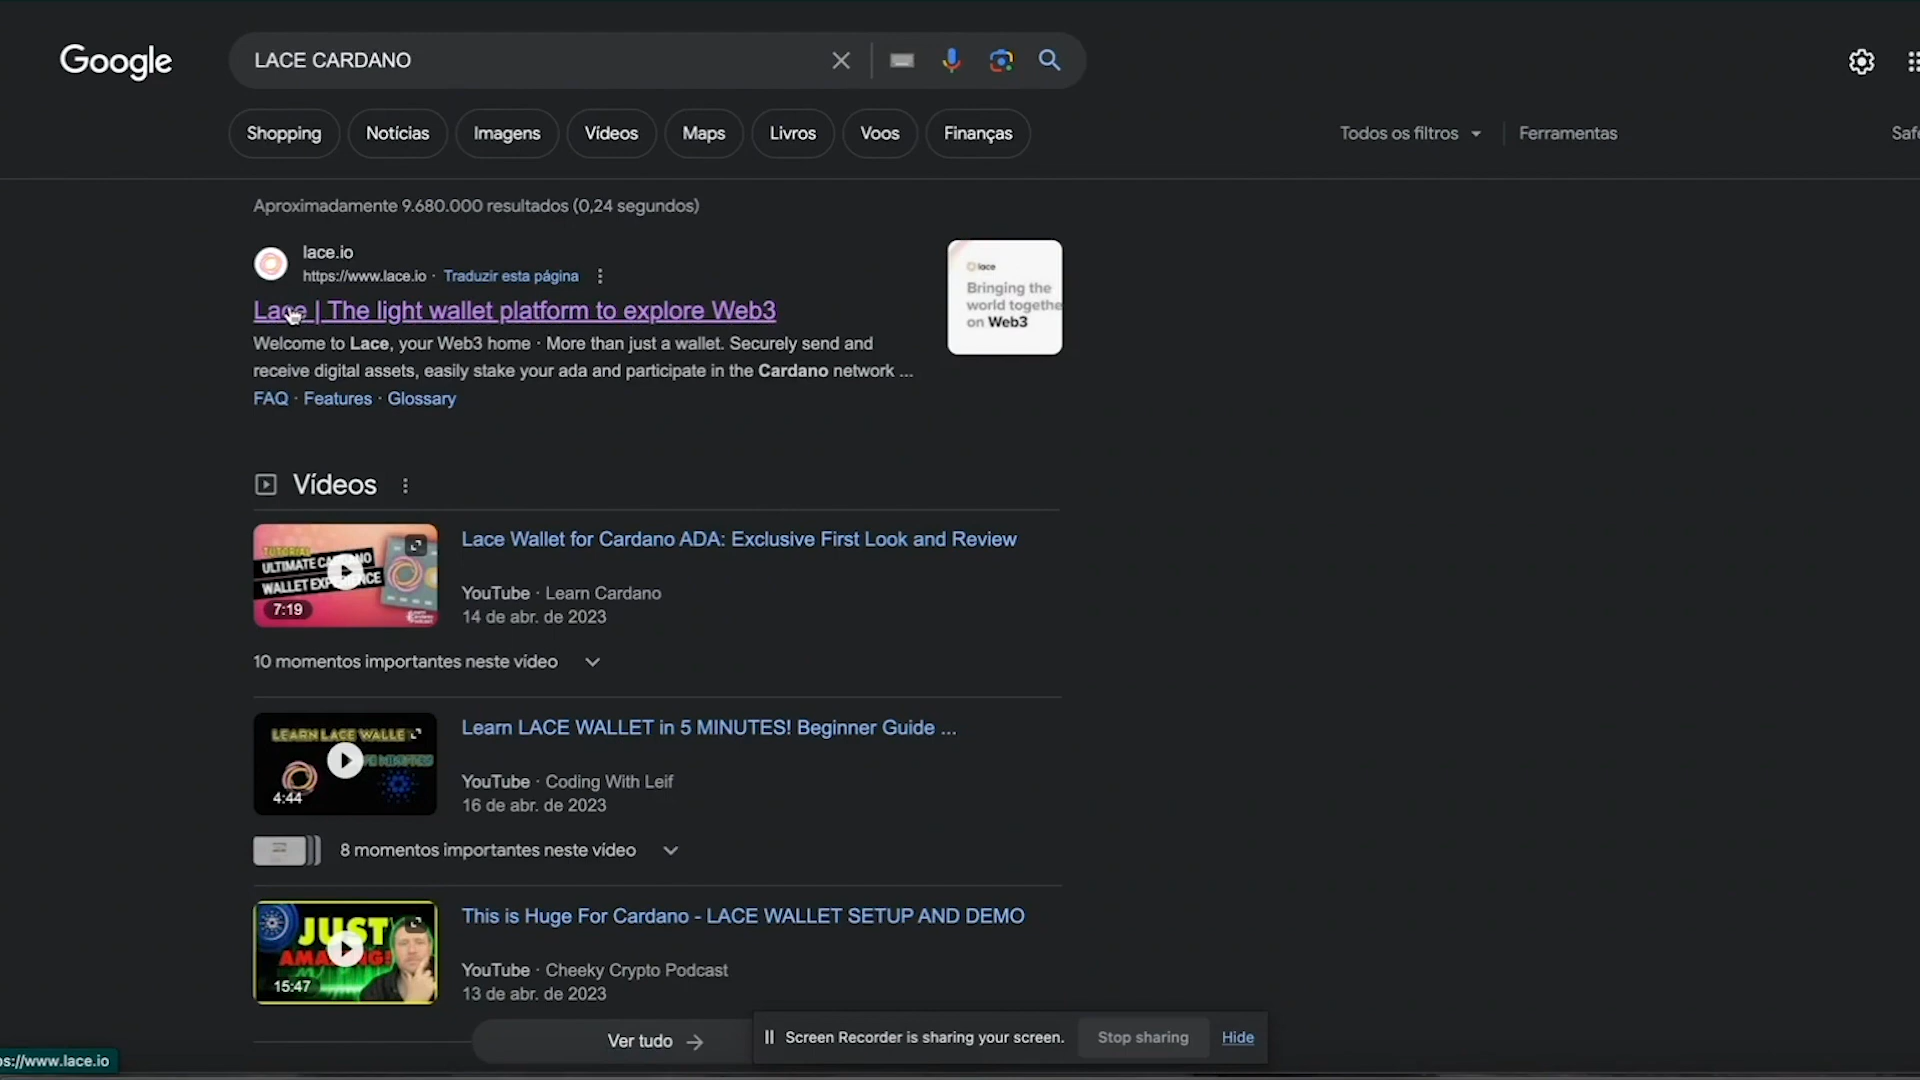 Google
LACE CARDANO
Shopping
Notícias
Imagens
Vídeos
Maps
Livros
Voos
Finanças
Todos os filtros
Ferramentas
Aproximadamente 9.680.000 resultados (0,24 segundos)
lace.io
https://www.lace.io · Traduzir esta página
Lace | The light wallet platform to explore Web3
Welcome to Lace, your Web3 home · More than just a wallet. Securely send and
receive digital assets, easily stake your ada and participate in the Cardano network ...
FAQ · Features · Glossary
lace
Bringing the
world togethe
on Web3
Vídeos
TUTORIAL
ULTIMATE
WALLET
7:19
Lace Wallet for Cardano ADA: Exclusive First Look and Review
YouTube · Learn Cardano
14 de abr. de 2023
10 momentos importantes neste vídeo
LEARN LACE WALLE
4:44
Learn LACE WALLET in 5 MINUTES! Beginner Guide ...
YouTube · Coding With Leif
16 de abr. de 2023
8 momentos importantes neste vídeo
JUST
AMAZING!
15:47
This is Huge For Cardano - LACE WALLET SETUP AND DEMO
YouTube · Cheeky Crypto Podcast
13 de abr. de 2023
Ver tudo
Screen Recorder is sharing your screen.
Stop sharing
Hide
ps://www.lace.io